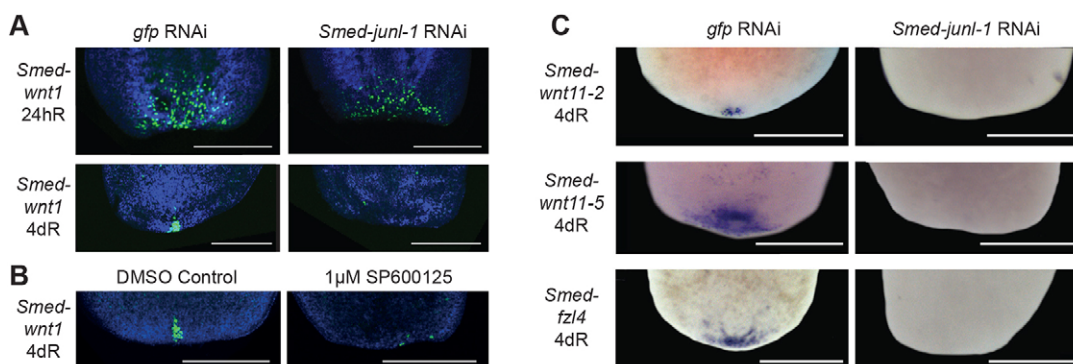 A
gfp RNAi
Smed-junl-1 RNAi
Smed-
wnt1
24hR
Smed-
wnt1
4dR
B
DMSO Control
1µM SP600125
Smed-
wnt1
4dR
C
gfp RNAi
Smed-junl-1 RNAi
Smed-
wnt11-2
4dR
Smed-
wnt11-5
4dR
Smed-
fzl4
4dR